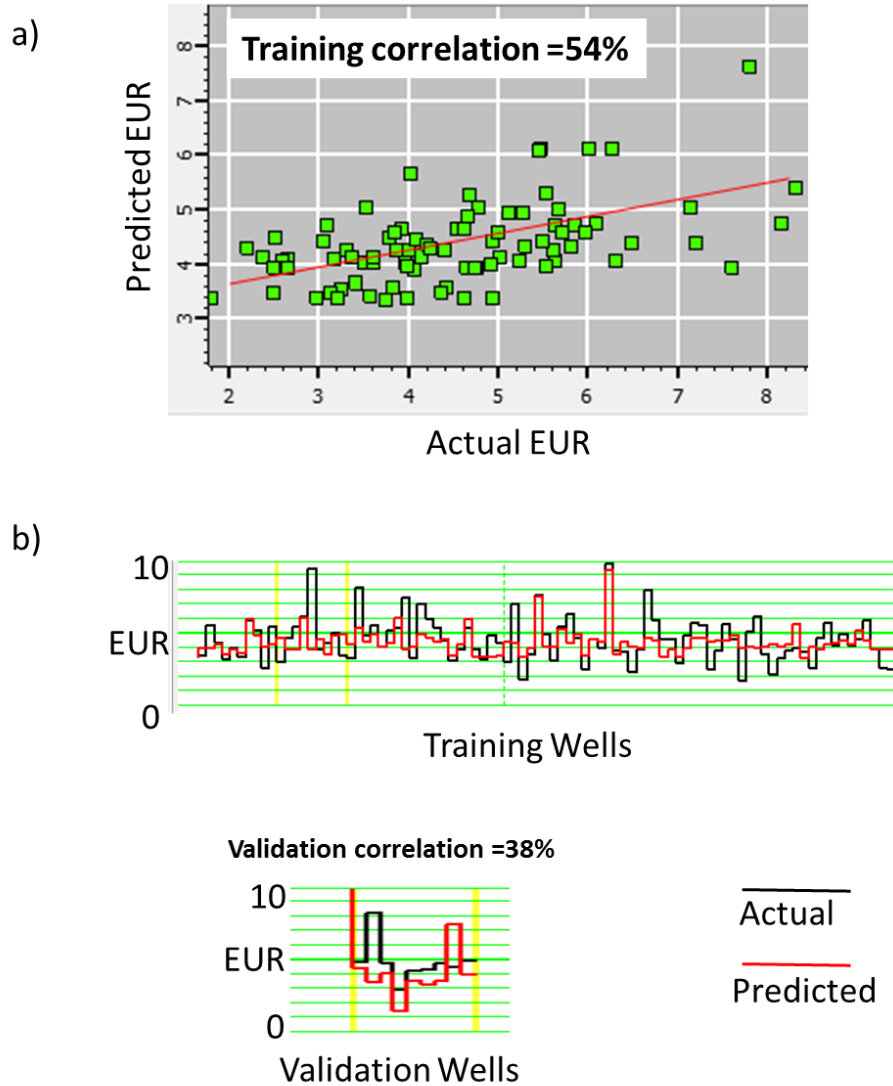 a)
Training correlation =54%
Predicted EUR
8
7
6
5
4
3
2 3 4 5 6 7 8
Actual EUR
b)
10
EUR
0
Training Wells
Validation correlation =38%
10
EUR
0
Validation Wells
Actual
Predicted